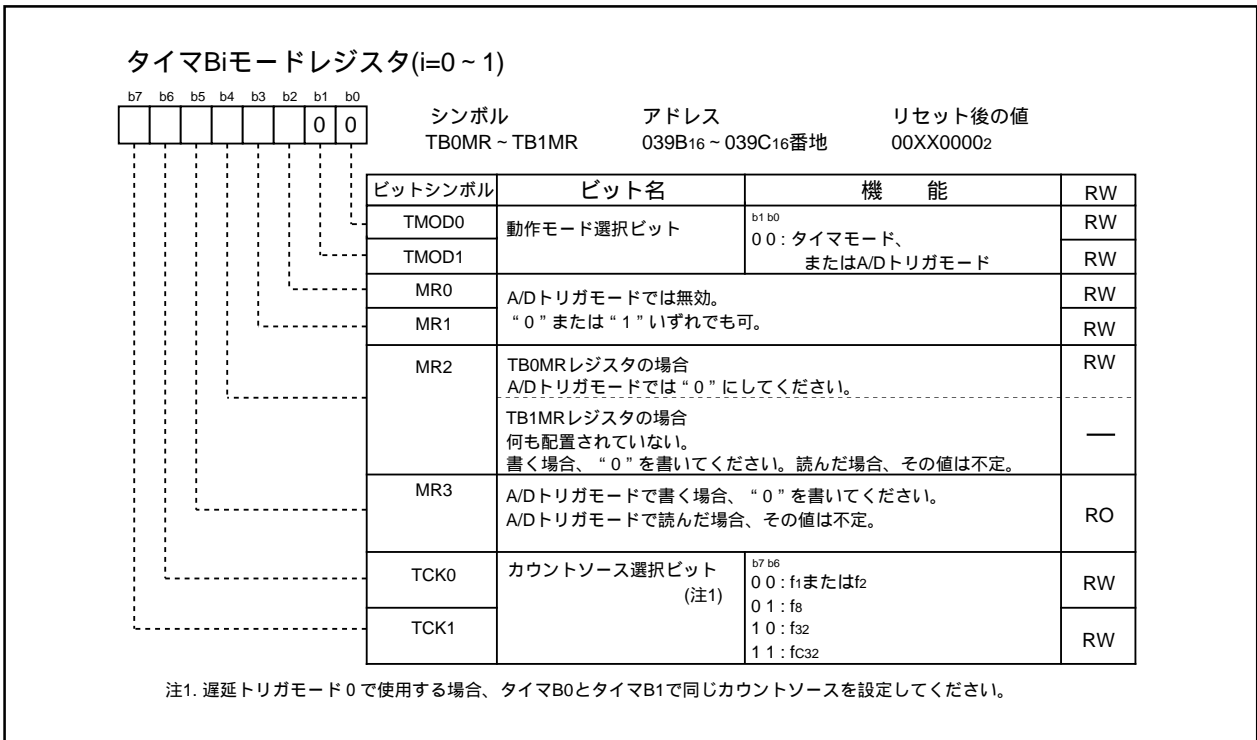 タイマBiモードレジスタ(i=0～1)
b7 b6 b5 b4 b3 b2 b1 b0
0 0
シンボル アドレス リセット後の値
TB0MR～TB1MR 039B16～039C16番地 00XX00002
ビットシンボル ビット名 機 能 RW
TMOD0 動作モード選択ビット b1 b0 RW
0 0 : タイマモード、
またはA/Dトリガモード
TMOD1 RW
MR0 A/Dトリガモードでは無効。 RW
MR1 “0”または“1”いずれでも可。 RW
MR2 TB0MRレジスタの場合 RW
A/Dトリガモードでは“0”にしてください。
TB1MRレジスタの場合
何も配置されていない。 —
書く場合、“0”を書いてください。読んだ場合、その値は不定。
MR3 A/Dトリガモードで書く場合、“0”を書いてください。
A/Dトリガモードで読んだ場合、その値は不定。 RO
TCK0 カウントソース選択ビット b7 b6 RW
(注1) 0 0 : f1またはf2
0 1 : f8
TCK1 1 0 : f32 RW
1 1 : fC32
注1. 遅延トリガモード0で使用する場合、タイマB0とタイマB1で同じカウントソースを設定してください。